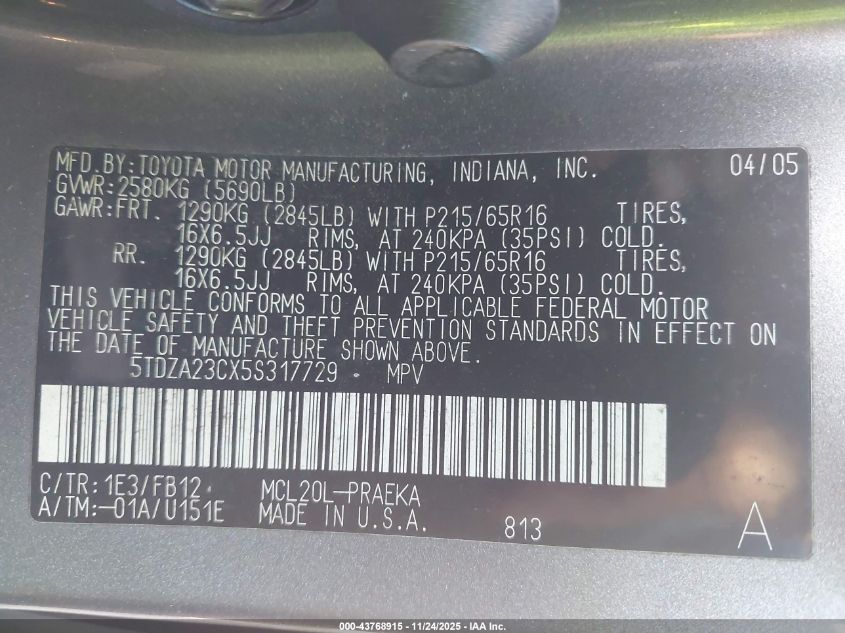 MFD. BY: TOYOTA MOTOR MANUFACTURING, INDIANA, INC. 04/05
GVWR: 2580KG (5690LB)
GAWR: FRT. 1290KG (2845LB) WITH P215/65R16 TIRES,
16X6.5JJ RIMS, AT 240KPA (35PSI) COLD.
RR. 1290KG (2845LB) WITH P215/65R16 TIRES,
16X6.5JJ RIMS, AT 240KPA (35PSI) COLD.
THIS VEHICLE CONFORMS TO ALL APPLICABLE FEDERAL MOTOR
VEHICLE SAFETY AND THEFT PREVENTION STANDARDS IN EFFECT ON
THE DATE OF MANUFACTURE SHOWN ABOVE.
5TDZA23CX5S317729 · MPV
C/TR: 1E3/FB12 MCL20L-PRAEKA
A/TM:-01A/U151E MADE IN U.S.A. 813 A
000-43768915 - 11/24/2025 - IAA Inc.